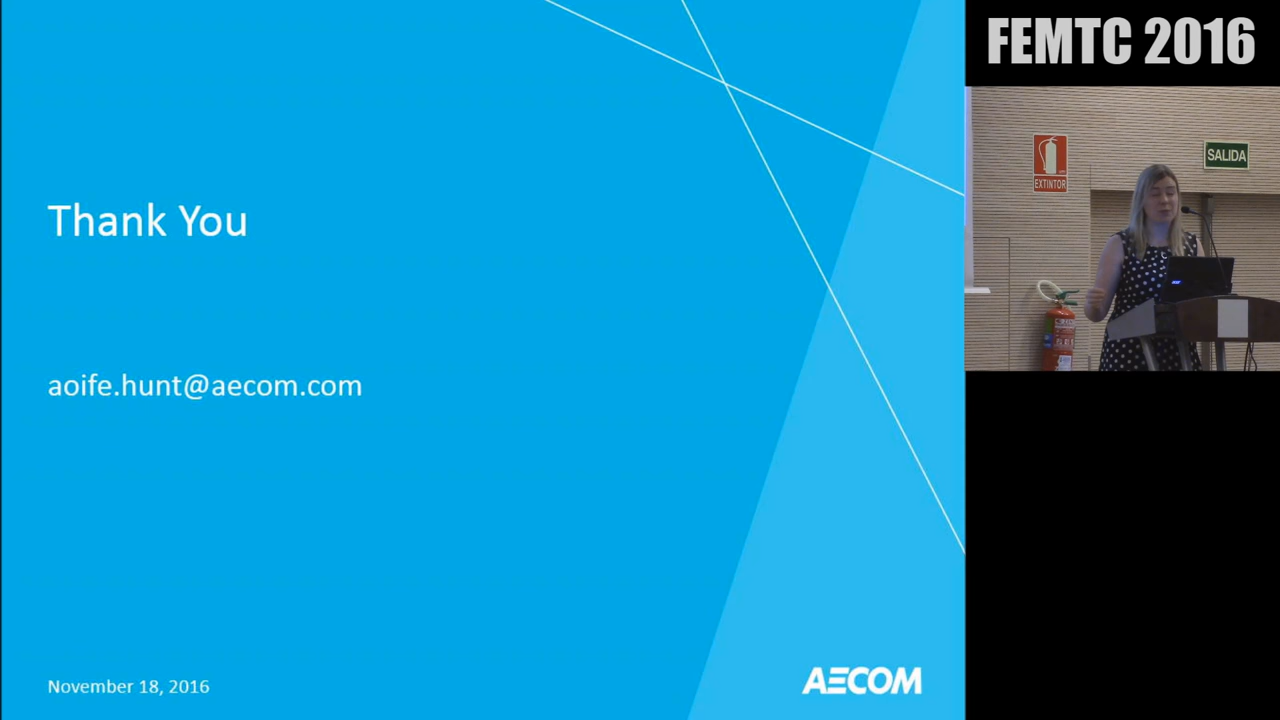 Thank You
aoife.hunt@aecom.com
November 18, 2016
AECOM
FEMTC 2016
EXTINTOR
SALIDA